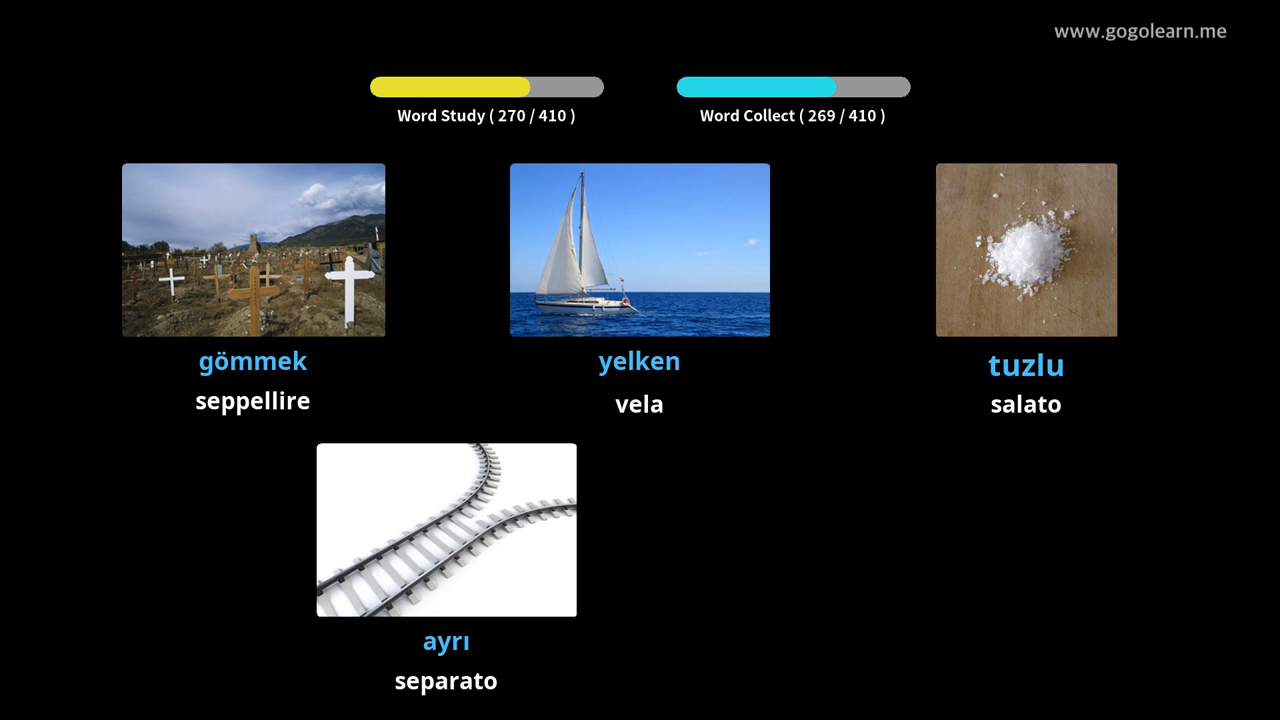 www.gogolearn.me
Word Study ( 270 / 410 )
Word Collect ( 269 / 410 )
gömmek
seppellire
yelken
vela
tuzlu
salato
ayrı
separato